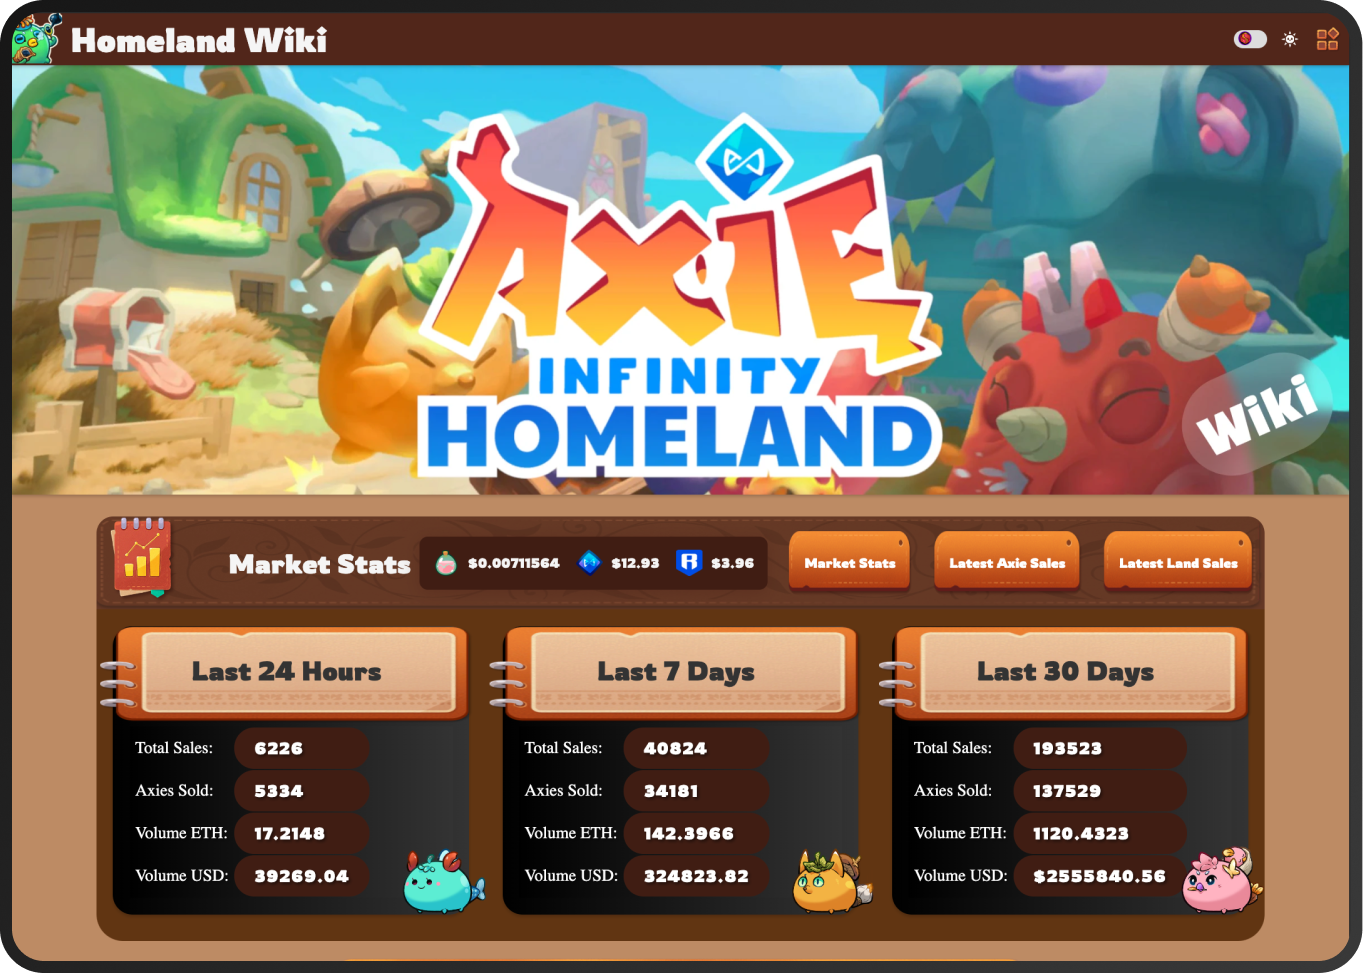 Homeland Wiki
AXIE
INFINITY
HOMELAND
Wiki
Market Stats
$0.00711564
$12.93
$3.96
Market Stats
Latest Axie Sales
Latest Land Sales
Last 24 Hours
Total Sales: 6226
Axies Sold: 5334
Volume ETH: 17.2148
Volume USD: 39269.04
Last 7 Days
Total Sales: 40824
Axies Sold: 34181
Volume ETH: 142.3966
Volume USD: 324823.82
Last 30 Days
Total Sales: 193523
Axies Sold: 137529
Volume ETH: 1120.4323
Volume USD: $2555840.56